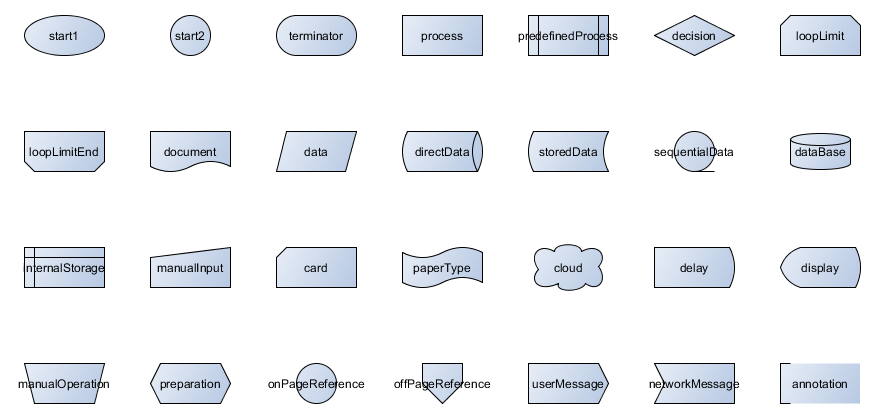 start1
start2
terminator
process
predefinedProcess
decision
loopLimit
loopLimitEnd
document
data
directData
storedData
sequentialData
dataBase
internalStorage
manualInput
card
paperType
cloud
delay
display
manualOperation
preparation
onPageReference
offPageReference
userMessage
networkMessage
annotation